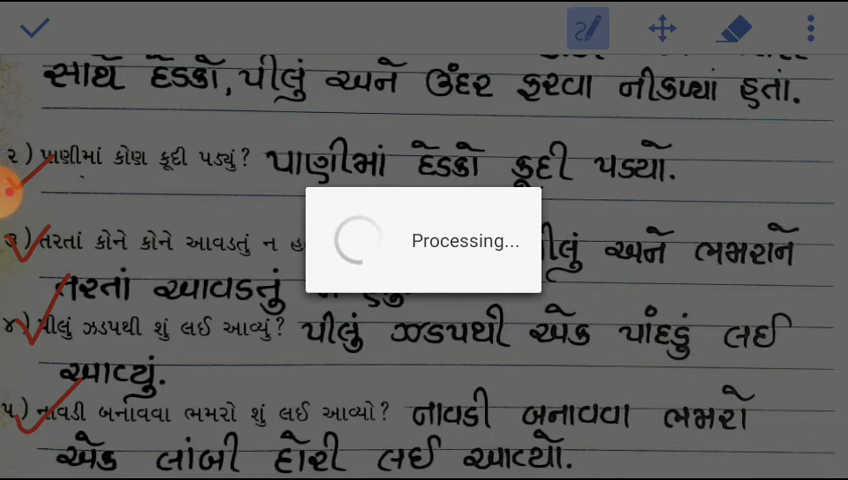 સાથે દેડકો, પીલું અને ઉંદર ફરવા નીકળ્યાં હતાં.
૨) પાણીમાં કોણ કૂદી પડ્યું? પાણીમાં દેડકો કૂદી પડ્યો.
૩) તરતાં કોને કોને આવડતું ન પીલું અને ભમરાને
Processing...
તરતાં આવડતું
૪) પીલું ઝડપથી શું લઈ આવ્યું? પીલું ઝડપથી એક પાંદડું લઈ
આવ્યું.
૫) નાવડી બનાવવા ભમરો શું લઈ આવ્યો? નાવડી બનાવવા ભમરો
એક લાંબી દોરી લઈ આવ્યો.